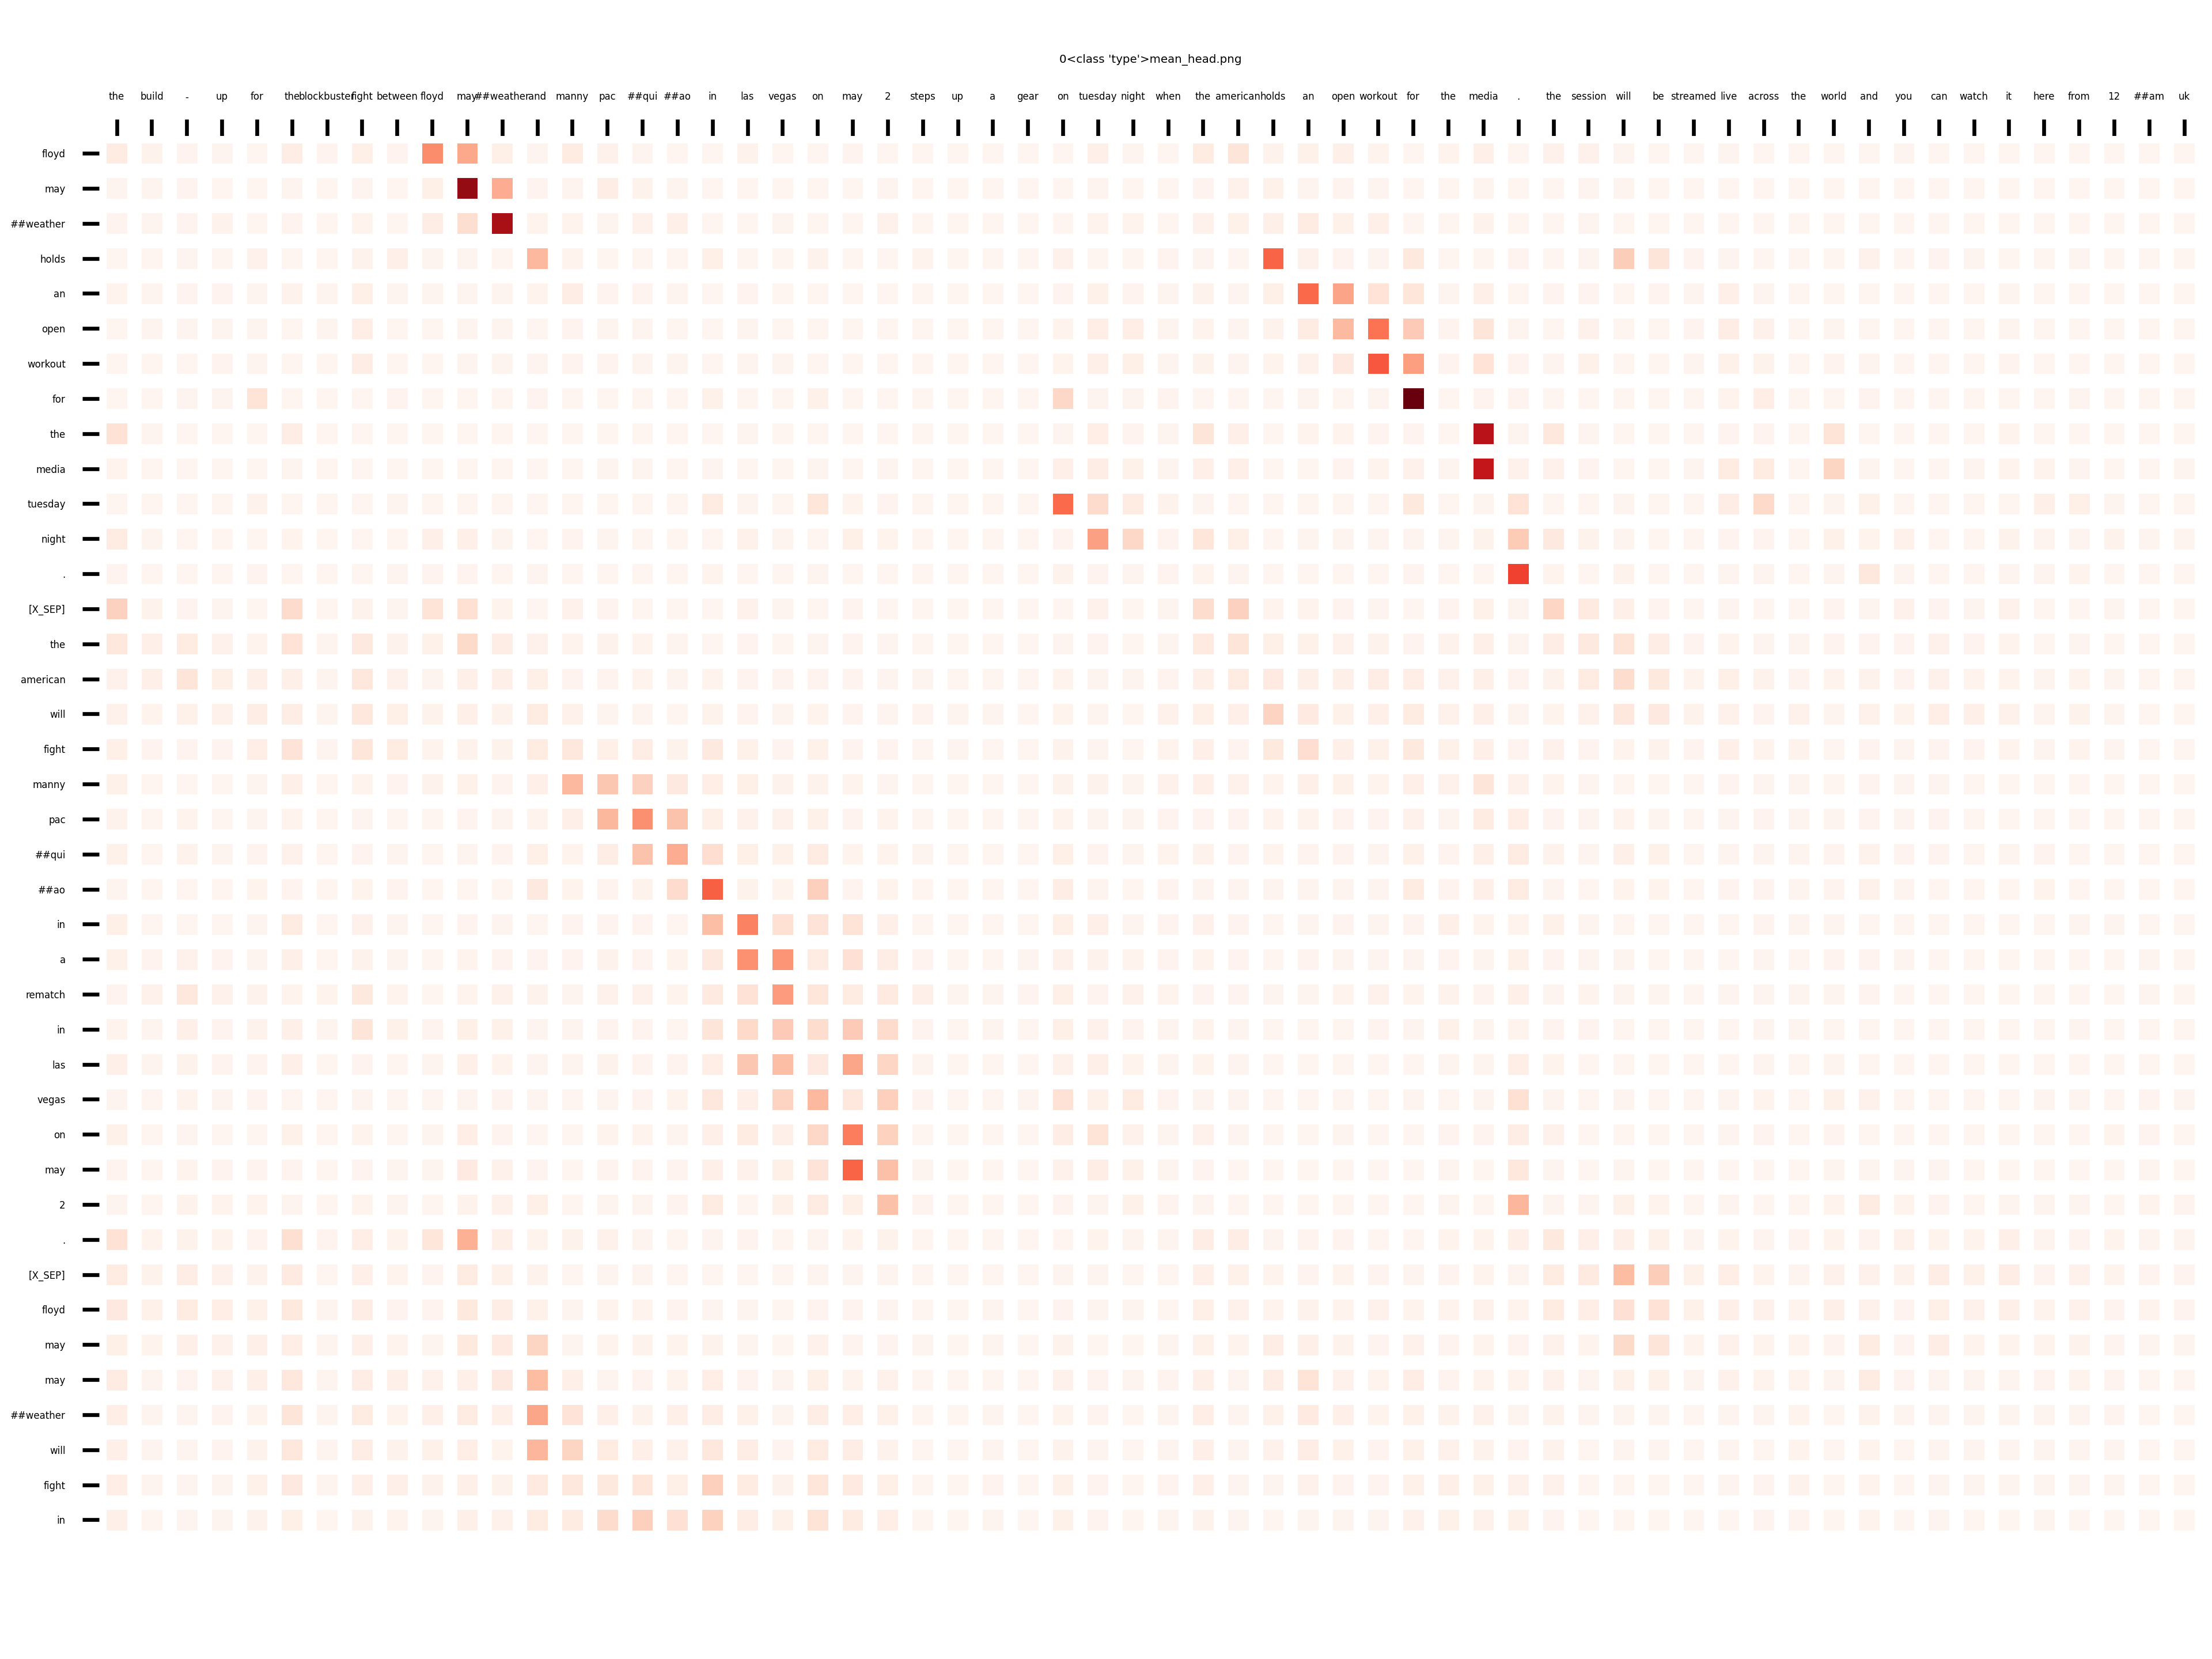 0<class 'type'>mean_head.png
the build - up for the blockbuster fight between floyd may ##weather and manny pac ##qui ##ao in las vegas on may 2 steps up a gear on tuesday night when the american holds an open workout for the media . the session will be streamed live across the world and you can watch it here from 12 ##am uk
floyd
may
##weather
holds
an
open
workout
for
the
media
tuesday
night
.
[X_SEP]
the
american
will
fight
manny
pac
##qui
##ao
in
a
rematch
in
las
vegas
on
may
2
.
[X_SEP]
floyd
may
may
##weather
will
fight
in